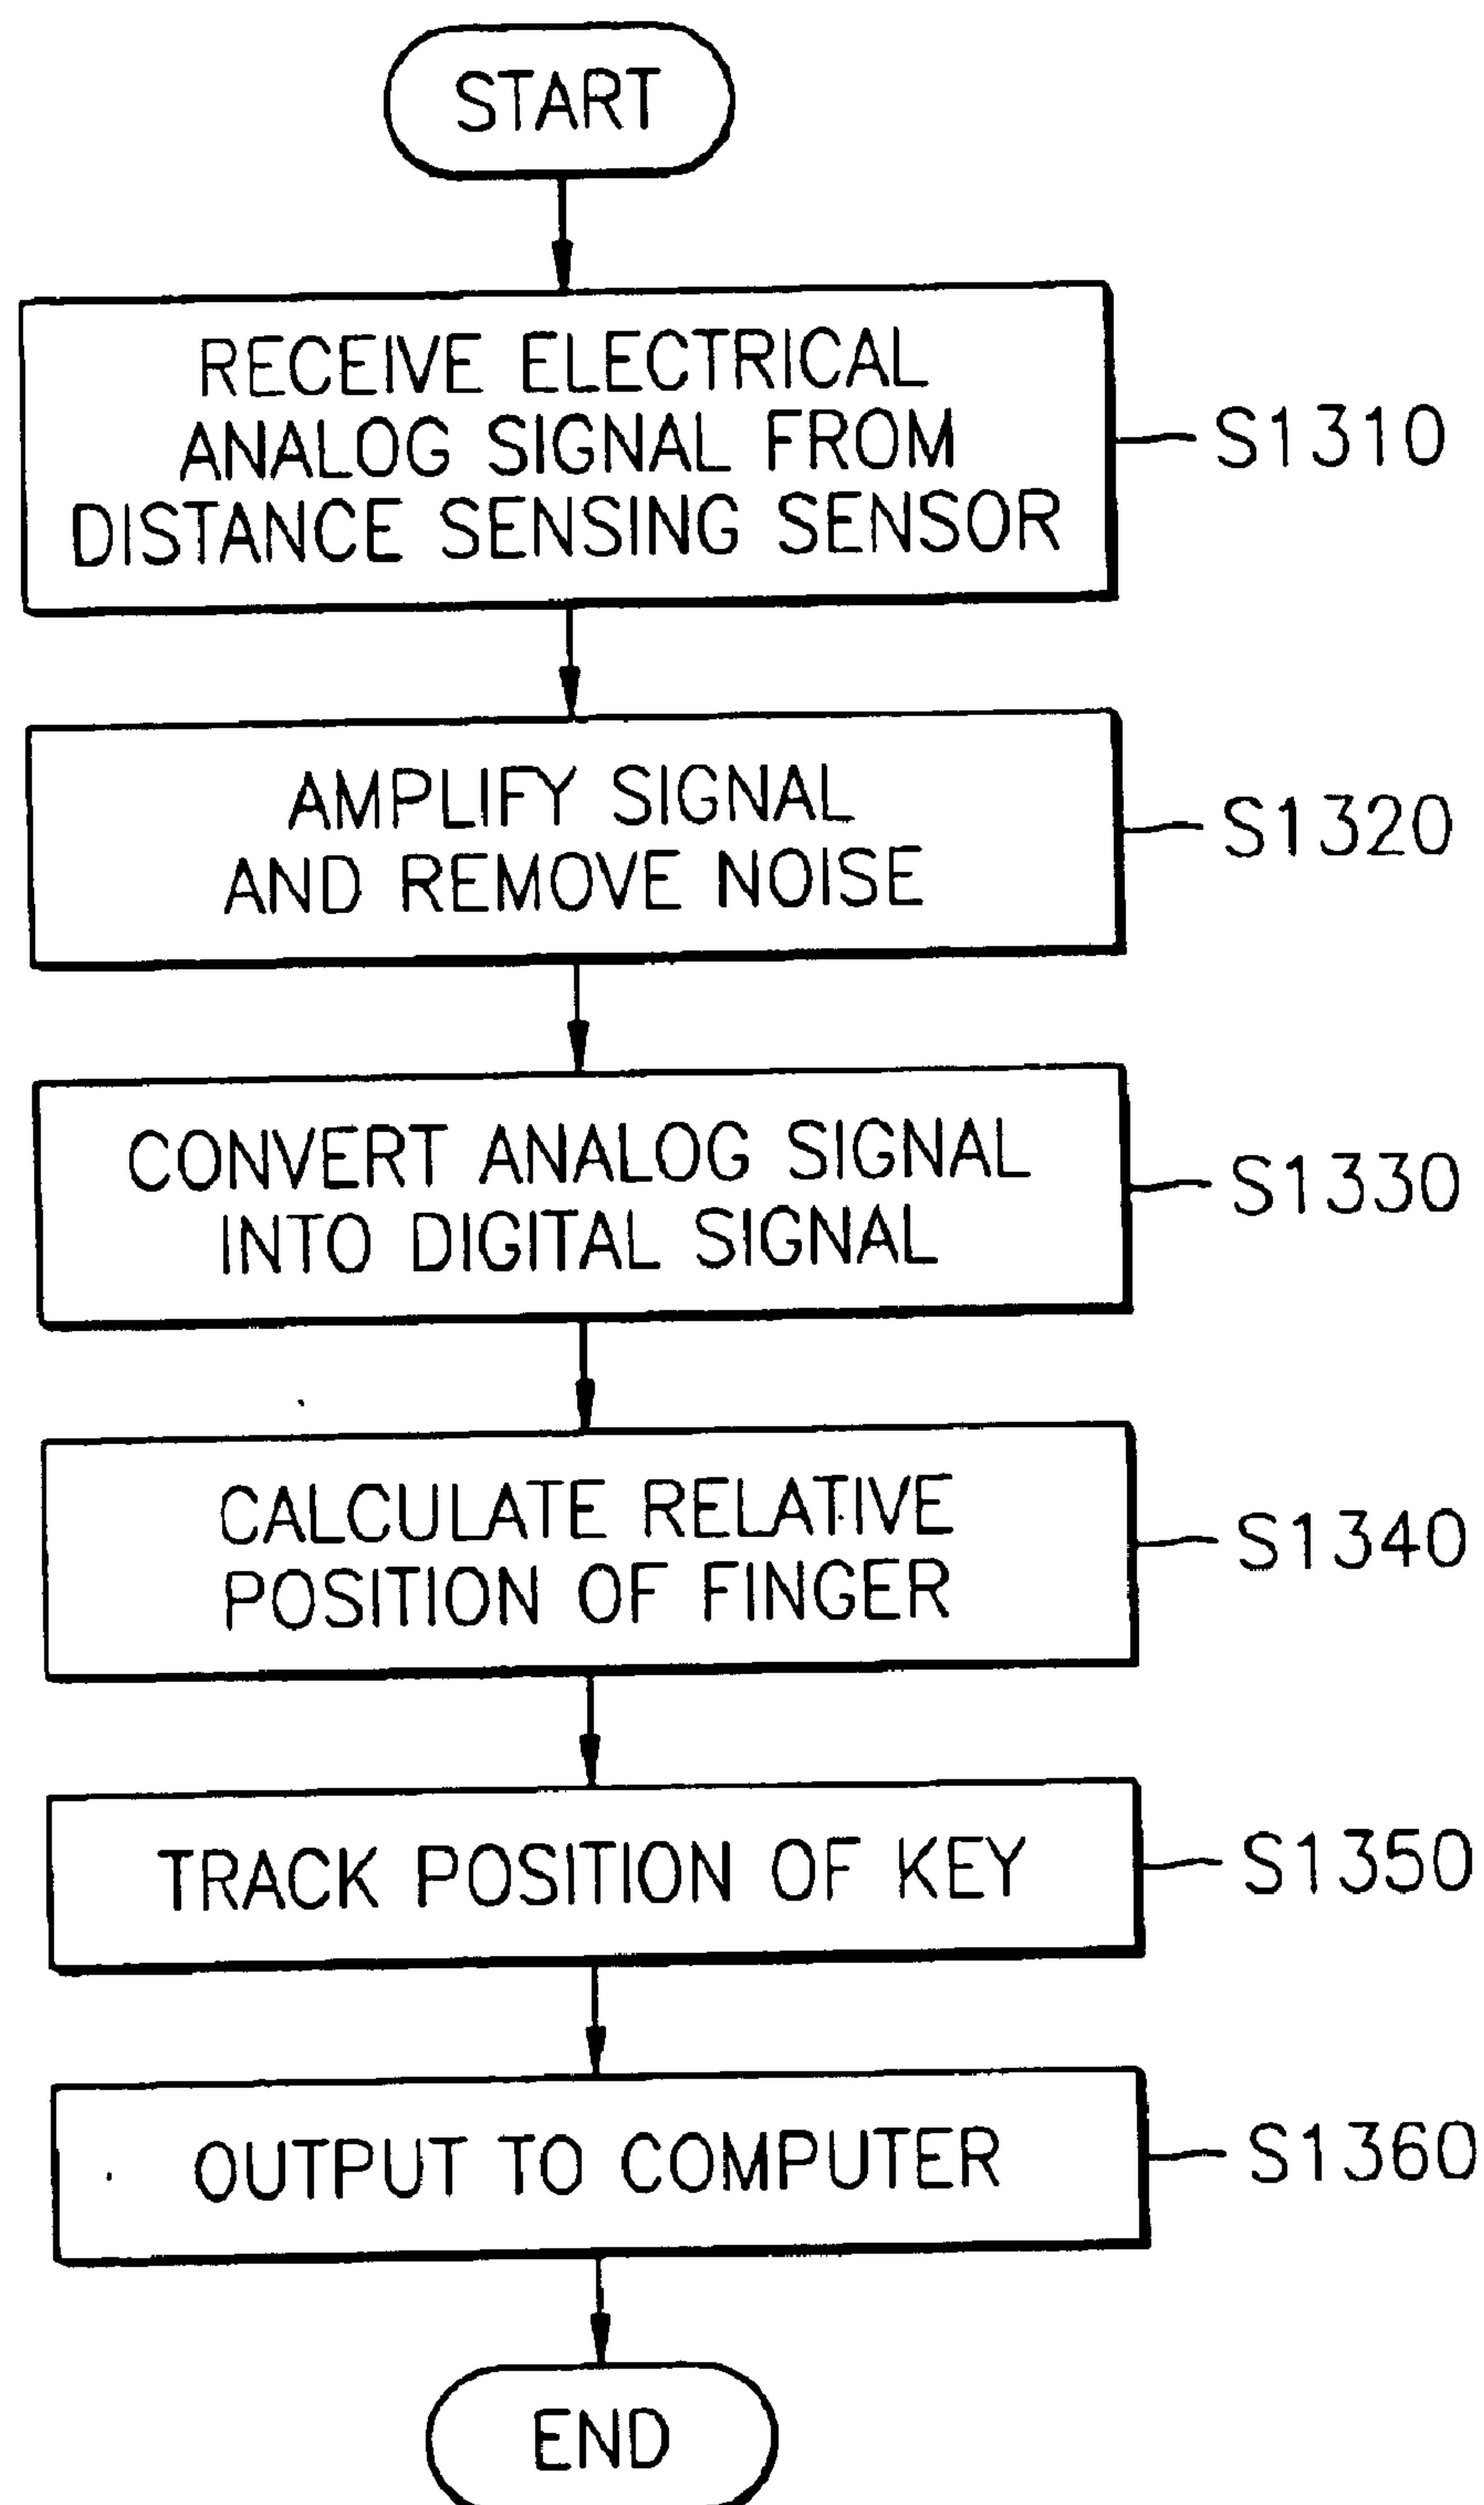 START
RECEIVE ELECTRICAL
ANALOG SIGNAL FROM
DISTANCE SENSING SENSOR
S1310
AMPLIFY SIGNAL
AND REMOVE NOISE
S1320
CONVERT ANALOG SIGNAL
INTO DIGITAL SIGNAL
S1330
CALCULATE RELATIVE
POSITION OF FINGER
S1340
TRACK POSITION OF KEY
S1350
OUTPUT TO COMPUTER
S1360
END